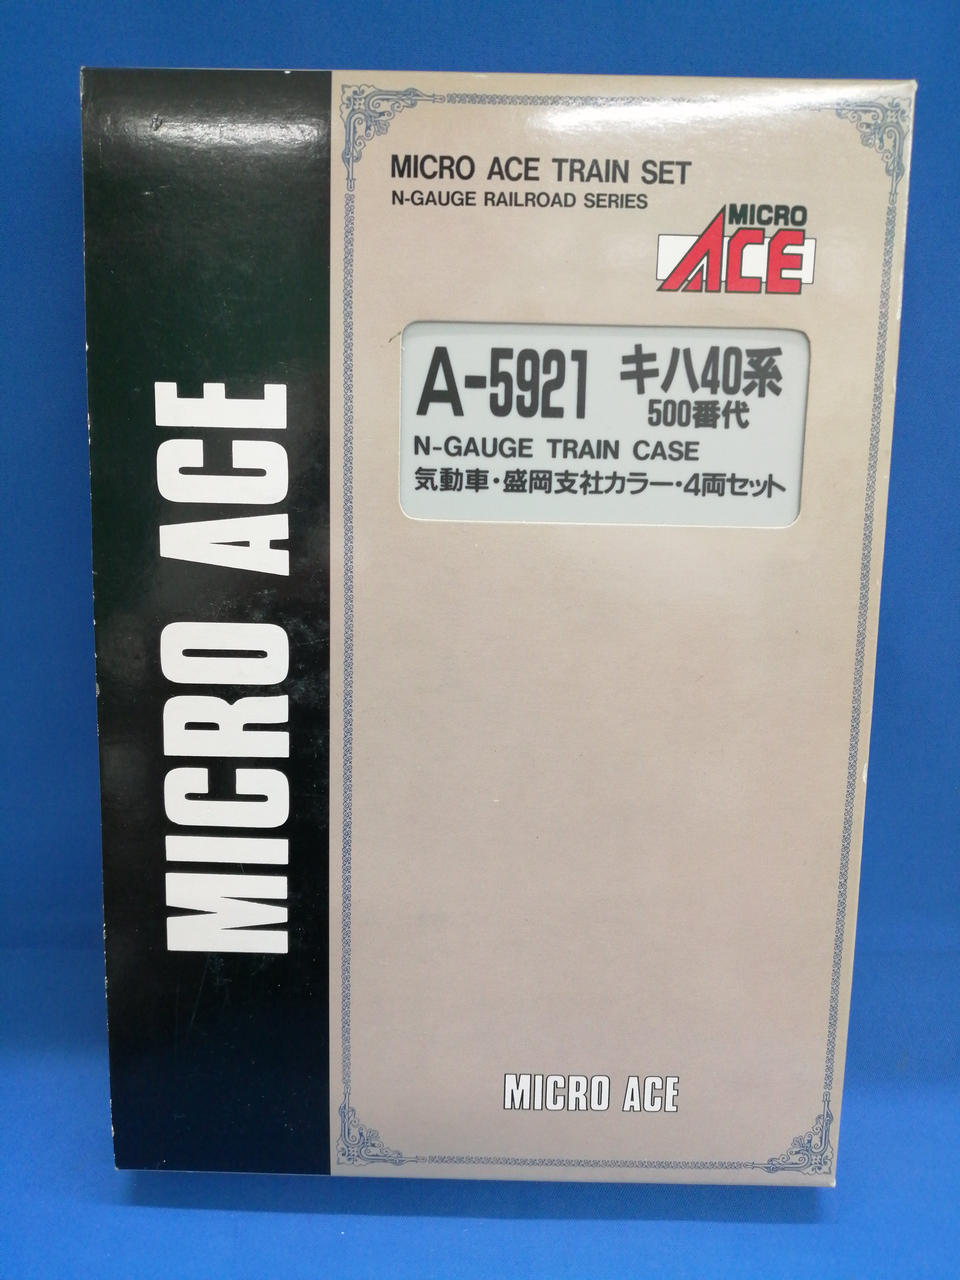 MICRO ACE
MICRO ACE TRAIN SET
N-GAUGE RAILROAD SERIES
MICRO
ACE
A-5921 キハ40系
500番代
N-GAUGE TRAIN CASE
気動車・盛岡支社カラー・4両セット
MICRO ACE